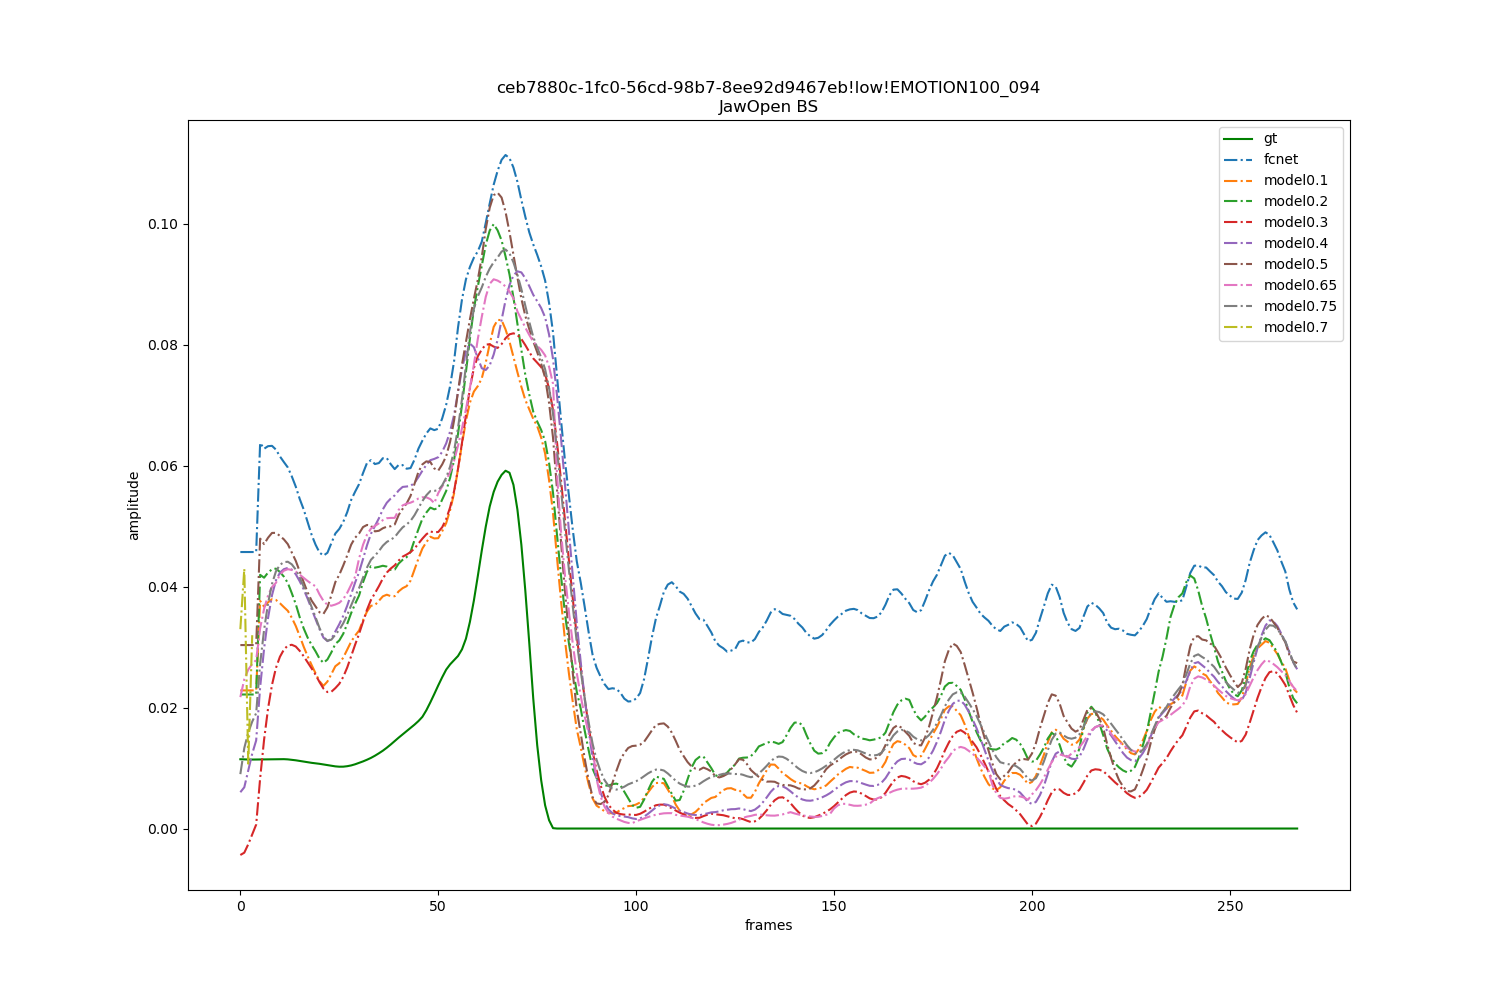 ceb7880c-1fc0-56cd-98b7-8ee92d9467eb!low!EMOTION100_094
JawOpen BS
gt
fcnet
model0.1
model0.2
model0.3
model0.4
model0.5
model0.65
model0.75
model0.7
0.10
0.08
0.06
0.04
0.02
0.00
amplitude
0 50 100 150 200 250
frames